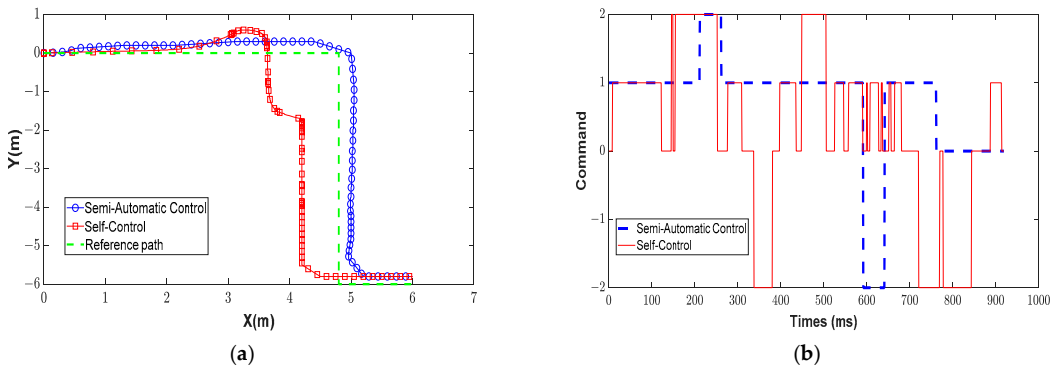 1
0
-1
-2
-3
-4
-5
-6
Y(m)
Semi-Automatic Control
Self-Control
Reference path
0 1 2 3 4 5 6 7
X(m)
(a)
2
1
0
-1
-2
Command
Semi-Automatic Control
Self-Control
0 100 200 300 400 500 600 700 800 900 1000
Times (ms)
(b)